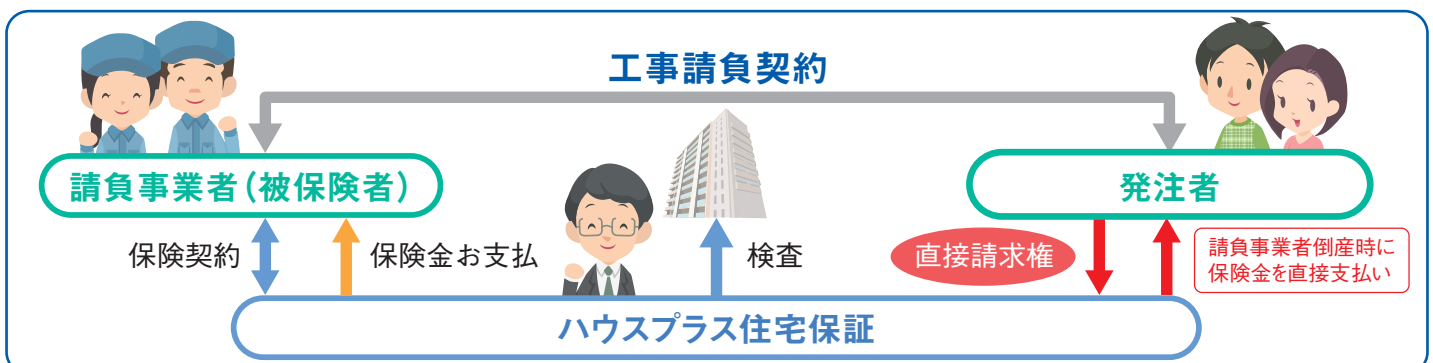 工事請負契約
請負事業者(被保険者)
発注者
保険契約
保険金お支払
検査
直接請求権
請負事業者倒産時に
保険金を直接支払い
ハウスプラス住宅保証